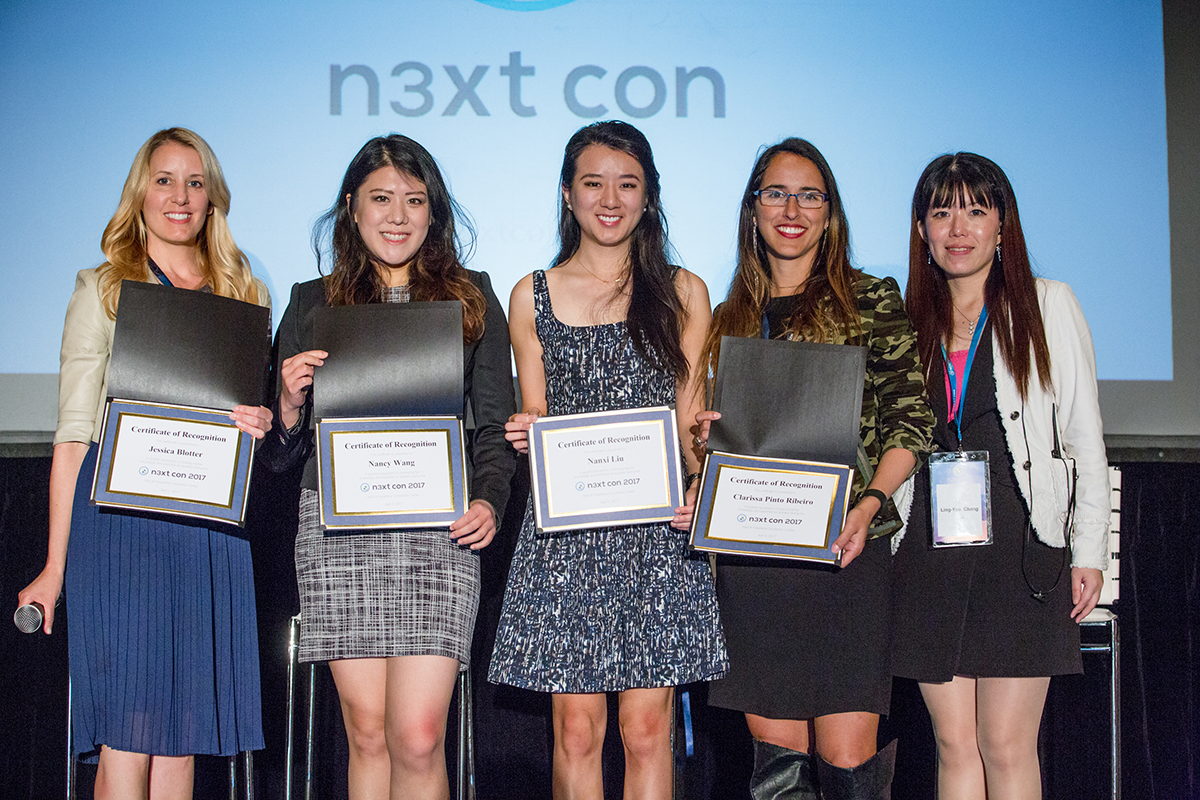 n3xt con
Certificate of Recognition
Jessica Blotter
n3xt con 2017
Certificate of Recognition
Nancy Wang
n3xt con 2017
Certificate of Recognition
Nanxi Liu
n3xt con 2017
Certificate of Recognition
Clarissa Pinto Ribeiro
n3xt con 2017